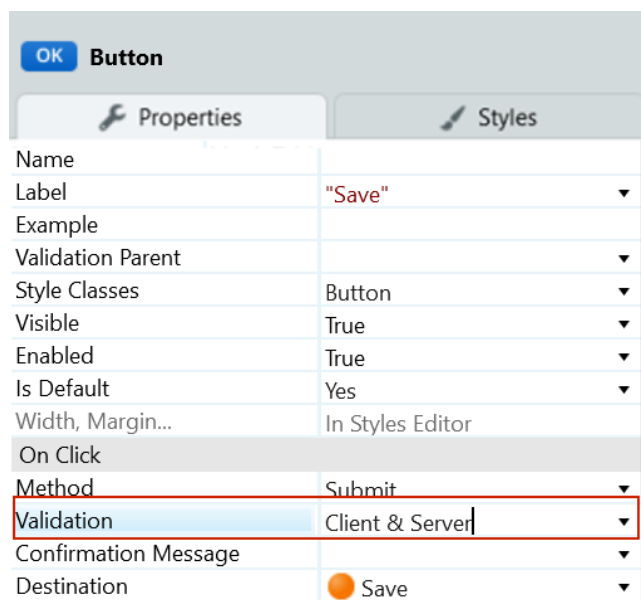 OK Button
Properties Styles
Name
Label "Save"
Example
Validation Parent
Style Classes Button
Visible True
Enabled True
Is Default Yes
Width, Margin... In Styles Editor
On Click
Method Submit
Validation Client & Server
Confirmation Message
Destination Save